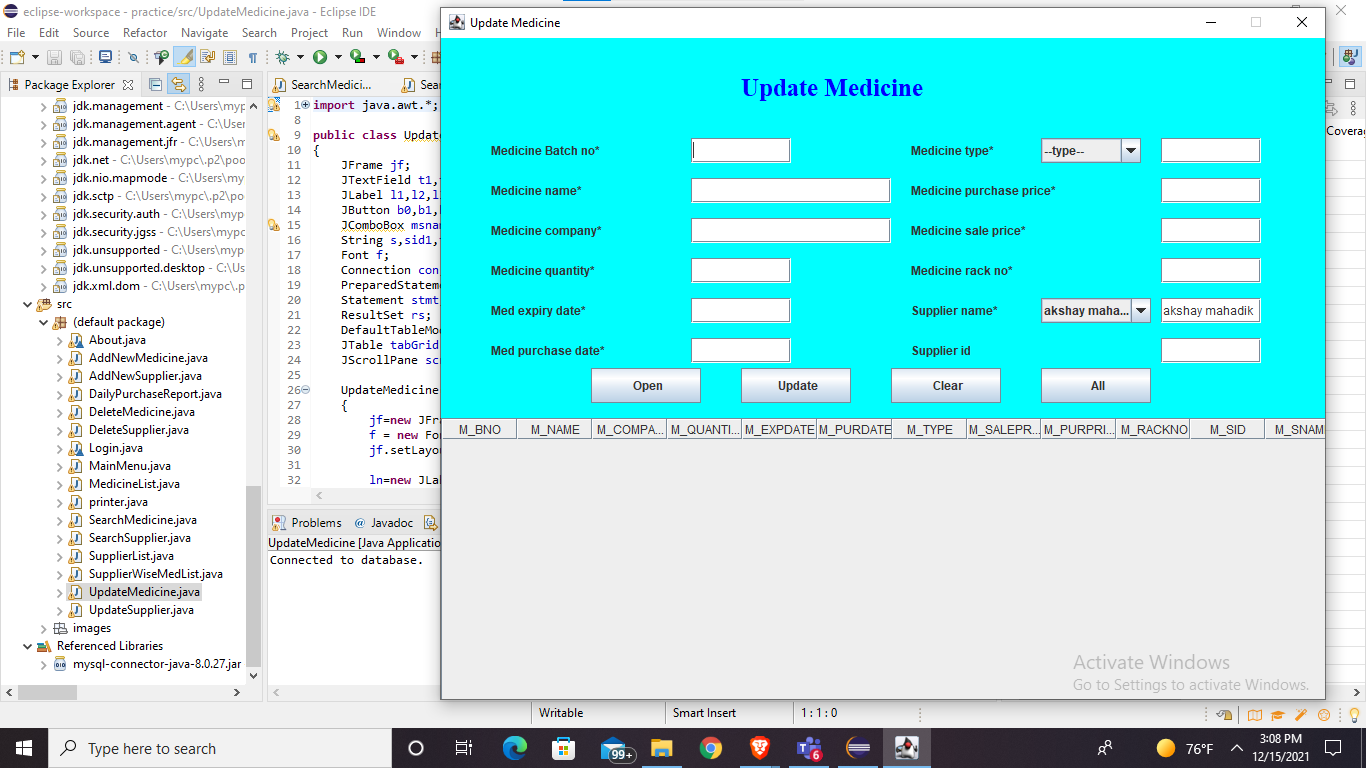 eclipse-workspace - practice/src/UpdateMedicine.java - Eclipse IDE
File Edit Source Refactor Navigate Search Project Run Window
Package Explorer
jdk.management - C:\Users\myp
jdk.management.agent - C:\User
jdk.management.jfr - C:\Users\m
jdk.net - C:\Users\mypc\.p2\poo
jdk.nio.mapmode - C:\Users\myp
jdk.sctp - C:\Users\mypc\.p2\poo
jdk.security.auth - C:\Users\myp
jdk.security.jgss - C:\Users\myp
jdk.unsupported - C:\Users\mypc
jdk.unsupported.desktop - C:\Us
jdk.xml.dom - C:\Users\mypc\.p
src
(default package)
About.java
AddNewMedicine.java
AddNewSupplier.java
DailyPurchaseReport.java
DeleteMedicine.java
DeleteSupplier.java
Login.java
MainMenu.java
MedicineList.java
printer.java
SearchMedicine.java
SearchSupplier.java
SupplierList.java
SupplierWiseMedList.java
UpdateMedicine.java
UpdateSupplier.java
images
Referenced Libraries
mysql-connector-java-8.0.27.jar
SearchMedici... Sea
1 import java.awt.*;
8
9 public class Updat
10 {
11 JFrame jf;
12 JTextField t1,
13 JLabel l1,l2,l
14 JButton b0,b1,
15 JComboBox msna
16 String s,sid1,
17 Font f;
18 Connection con
19 PreparedStatem
20 Statement stmt
21 ResultSet rs;
22 DefaultTableMo
23 JTable tabGrid
24 JScrollPane sc
25
26 UpdateMedicine
27 {
28 jf=new JFra
29 f = new Fo
30 jf.setLayo
31
32 ln=new JLa
Problems @ Javadoc
UpdateMedicine [Java Applicatio
Connected to database.
Update Medicine
Update Medicine
Medicine Batch no* Medicine type* --type--
Medicine name* Medicine purchase price*
Medicine company* Medicine sale price*
Medicine quantity* Medicine rack no*
Med expiry date* Supplier name* akshay maha... akshay mahadik
Med purchase date* Supplier id
Open Update Clear All
M_BNO M_NAME M_COMPA... M_QUANTI... M_EXPDATE M_PURDATE M_TYPE M_SALEPR... M_PURPRI... M_RACKNO M_SID M_SNAM
Covera
Activate Windows
Go to Settings to activate Windows.
Writable Smart Insert 1 : 1 : 0
Type here to search
99+
6
76°F
3:08 PM
12/15/2021